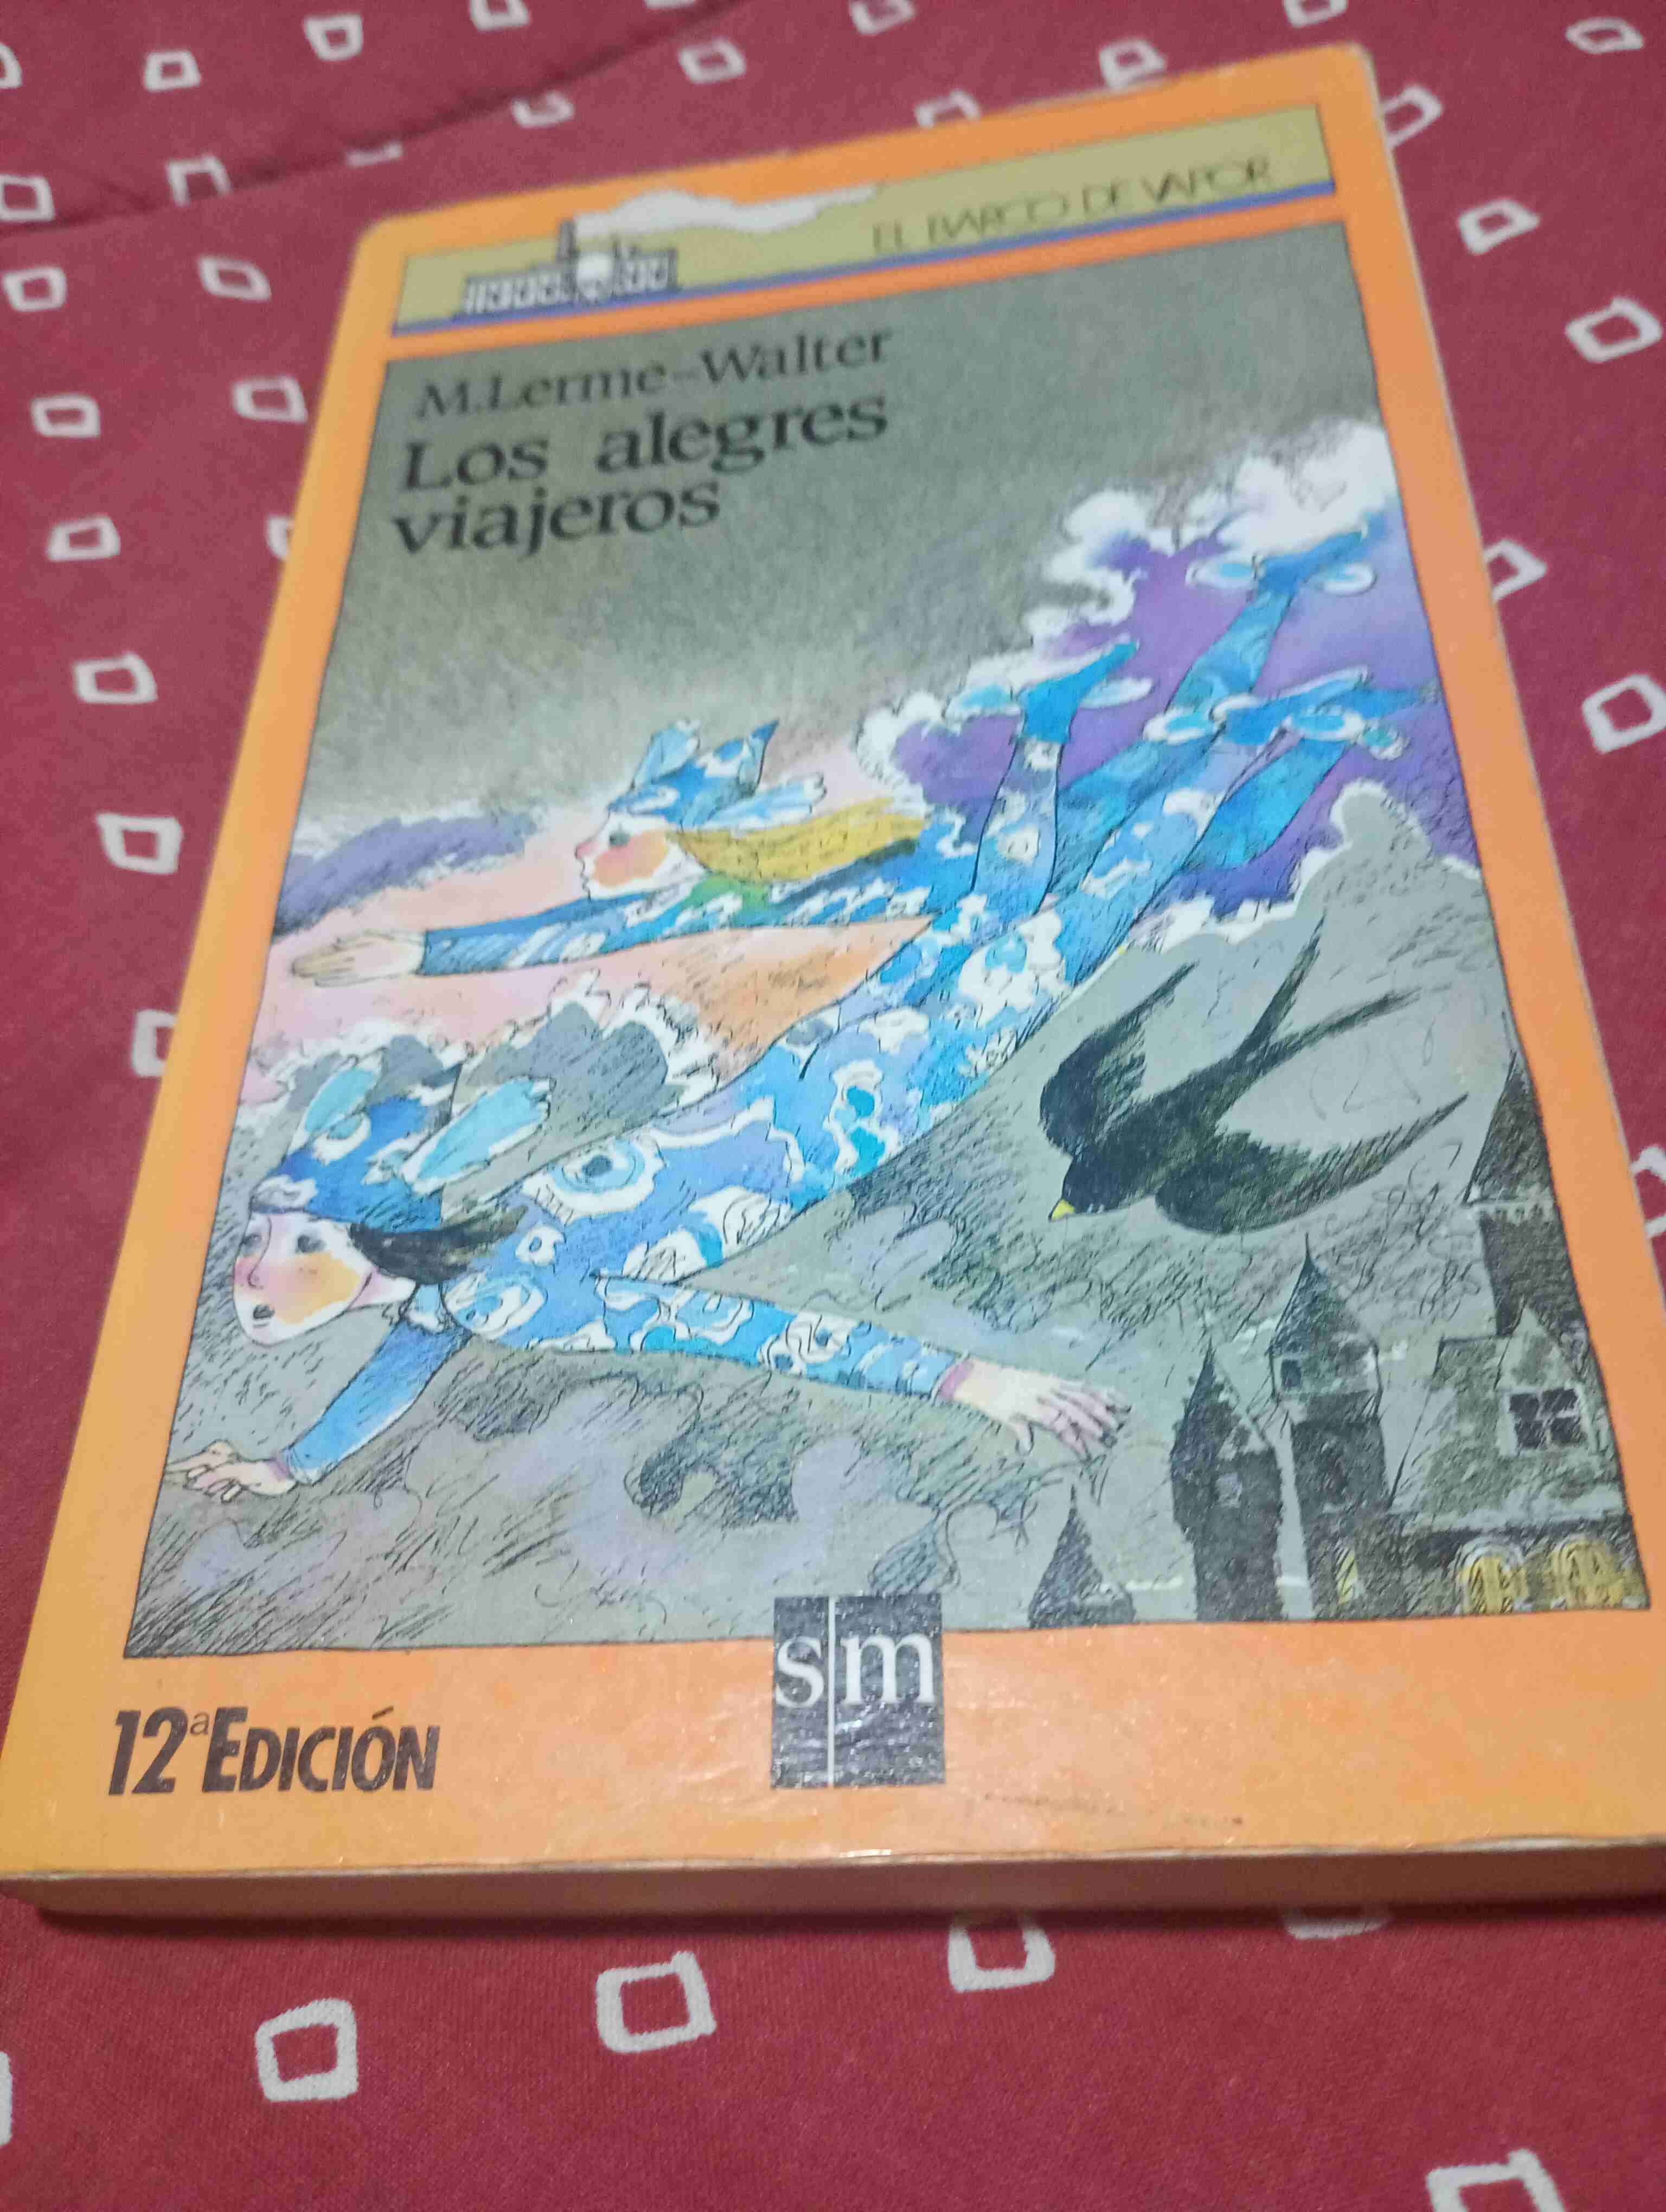 EL BARCO DE VAPOR
M.Lerme-Walter
Los alegres
viajeros
sm
12ª EDICIÓN